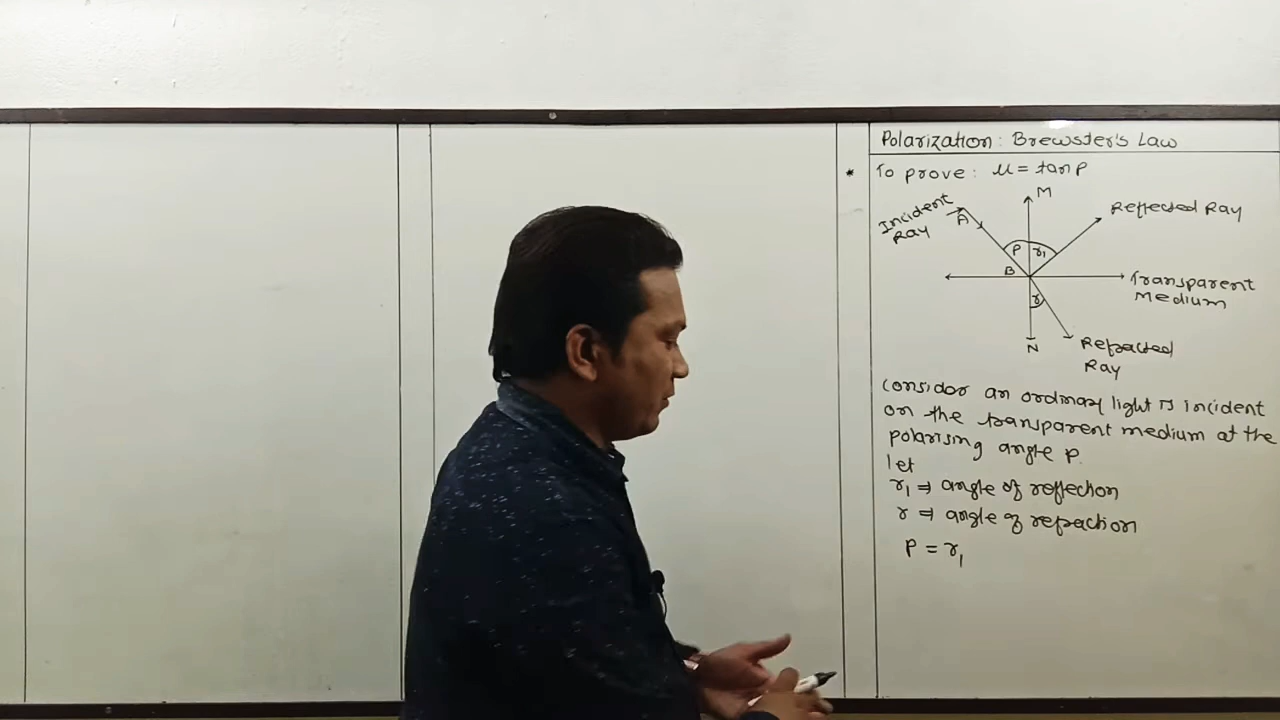 Polarization: Brewster's Law
* To prove: μ = tan P
M
Incident
Ray
A
Reflected Ray
P
r₁
B
Transparent
Medium
r
N
Refracted
Ray
Consider an ordinary light is incident
on the transparent medium at the
polarising angle P.
let
r₁ ⇒ angle of reflection
r ⇒ angle of refraction
P = r₁